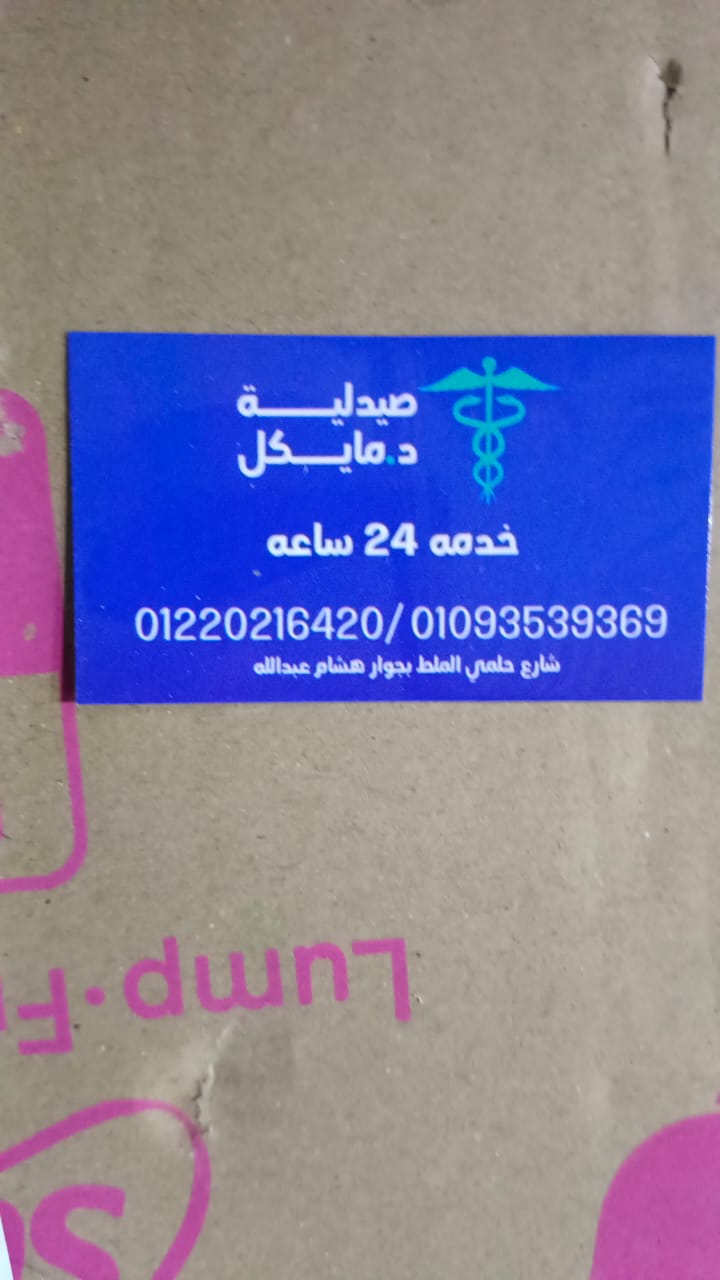 صيدلية
د.مايكل
خدمه 24 ساعه
01220216420/01093539369
شارع حلمي الملط بجوار هشام عبدالله
Lump.F